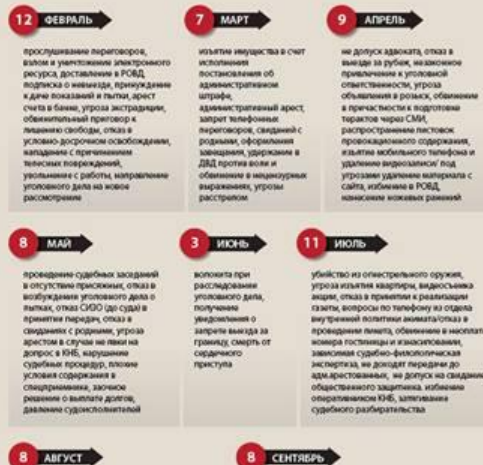 12 ФЕВРАЛЬ
прослушивание переговоров,
взлом и уничтожение электронного
ресурса, доставление в РОВД,
подписка о невыезде, принуждение
к даче показаний и пытки, арест
счета в банке, угроза экстрадиции,
обвинительный приговор к
лишению свободы, отказ в
условно-досрочном освобождении,
нападение с причинением
телесных повреждений,
увольнение с работы, направление
уголовного дела на новое
рассмотрение
7 МАРТ
изъятие имущества в счет
исполнения
постановления об
административном
штрафе,
административный арест,
запрет телефонных
переговоров, свиданий с
родными, оформления
завещания, удержание в
ДВД против воли и
обвинение в нецензурных
выражениях, угрозы
расстрелом
9 АПРЕЛЬ
не допуск адвоката, отказ в
выезде за рубеж, незаконное
привлечение к уголовной
ответственности, угроза
объявления в розыск, обвинение
в причастности к подготовке
терактов через СМИ,
распространение листовок
провокационного содержания,
изъятие мобильного телефона и
удаление видеозаписи/ под
угрозами удаление материала с
сайта, избиение в РОВД,
нанесение ножевых ранений
8 МАЙ
проведение судебных заседаний
в отсутствие присяжных, отказ в
возбуждения уголовного дела о
пытках, отказ СИЗО (до суда) в
принятии передач, отказ в
свиданиях с родными, угроза
арестом в случае не явки на
допрос в КНБ, нарушение
судебных процедур, плохие
условия содержания в
спецприемнике, заочное
решение о выплате долгов,
давление судоисполнителей
3 ИЮНЬ
волокита при
расследовании
уголовного дела,
получение
уведомления о
запрете выезда за
границу, смерть от
сердечного
приступа
11 ИЮЛЬ
убийство из огнестрельного оружия,
угроза изъятия квартиры, видеосъемка
акции, отказ в принятии к реализации
газеты, вопросы по телефону из отдела
внутренней политики акимата/отказ в
проведении пикета, обвинение в неоплате
номера гостиницы и изнасиловании,
зависимая судебно-филологическая
экспертиза, не доходят передачи до
адм.арестованных, не допуск на свидание
общественного защитника, избиение
оперативником КНБ, затягивание
судебного разбирательства
8 АВГУСТ
8 СЕНТЯБРЬ